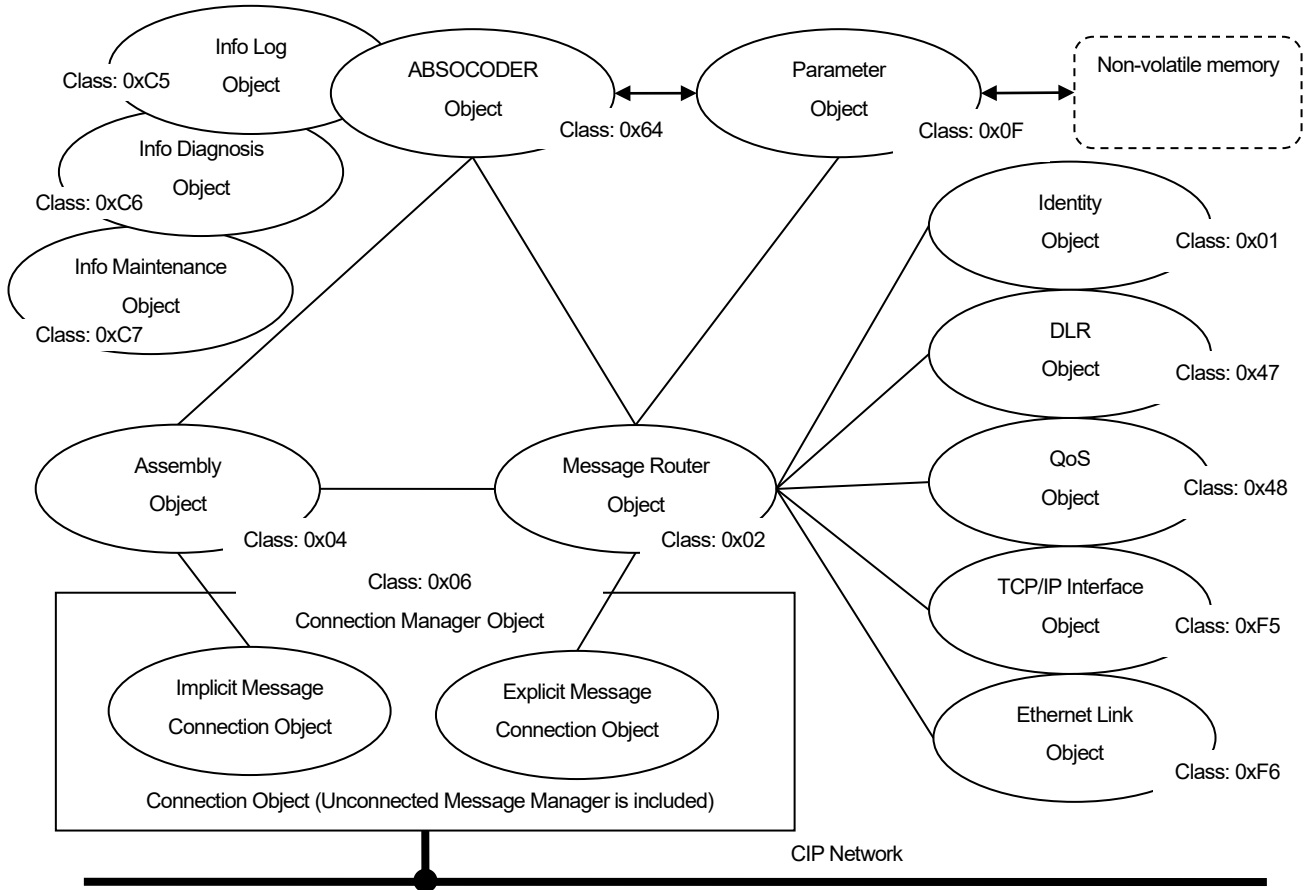 Info Log
Object
Class: 0xC5
ABSOCODER
Object
Class: 0x64
Parameter
Object
Class: 0x0F
Non-volatile memory
Info Diagnosis
Object
Class: 0xC6
Info Maintenance
Object
Class: 0xC7
Identity
Object
Class: 0x01
DLR
Object
Class: 0x47
QoS
Object
Class: 0x48
TCP/IP Interface
Object
Class: 0xF5
Ethernet Link
Object
Class: 0xF6
Assembly
Object
Class: 0x04
Message Router
Object
Class: 0x02
Class: 0x06
Connection Manager Object
Implicit Message
Connection Object
Explicit Message
Connection Object
Connection Object (Unconnected Message Manager is included)
CIP Network